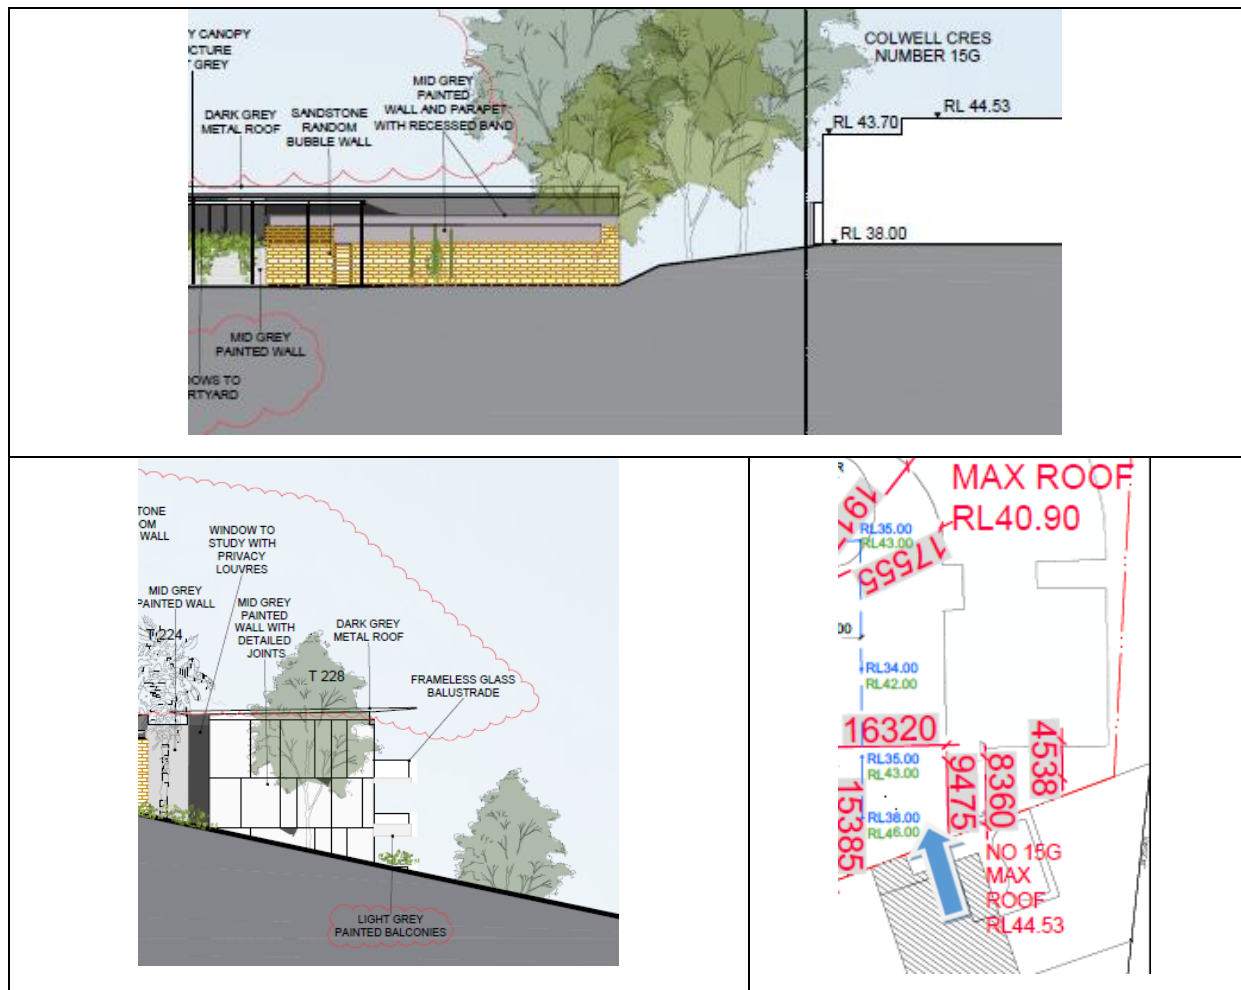 Y CANOPY
CTURE
GREY
DARK GREY
METAL ROOF
SANDSTONE
RANDOM
BUBBLE WALL
MID GREY
PAINTED
WALL AND PARAPET
WITH RECESSED BAND
COLWELL CRES
NUMBER 15G
RL 44.53
RL 43.70
RL 38.00
MID GREY
PAINTED WALL
OWS TO
RTYARD
TONE
OM
WALL
WINDOW TO
STUDY WITH
PRIVACY
LOUVRES
MID GREY
PAINTED WALL
T 224
MID GREY
PAINTED
WALL WITH
DETAILED
JOINTS
DARK GREY
METAL ROOF
T 228
FRAMELESS GLASS
BALUSTRADE
LIGHT GREY
PAINTED BALCONIES
R
MAX ROOF
RL40.90
197
RL35.00
RL43.00
17555
00
RL34.00
RL42.00
16320
RL35.00
RL43.00
9475
8360
4538
15385
RL38.00
RL46.00
NO 15G
MAX
ROOF
RL44.53